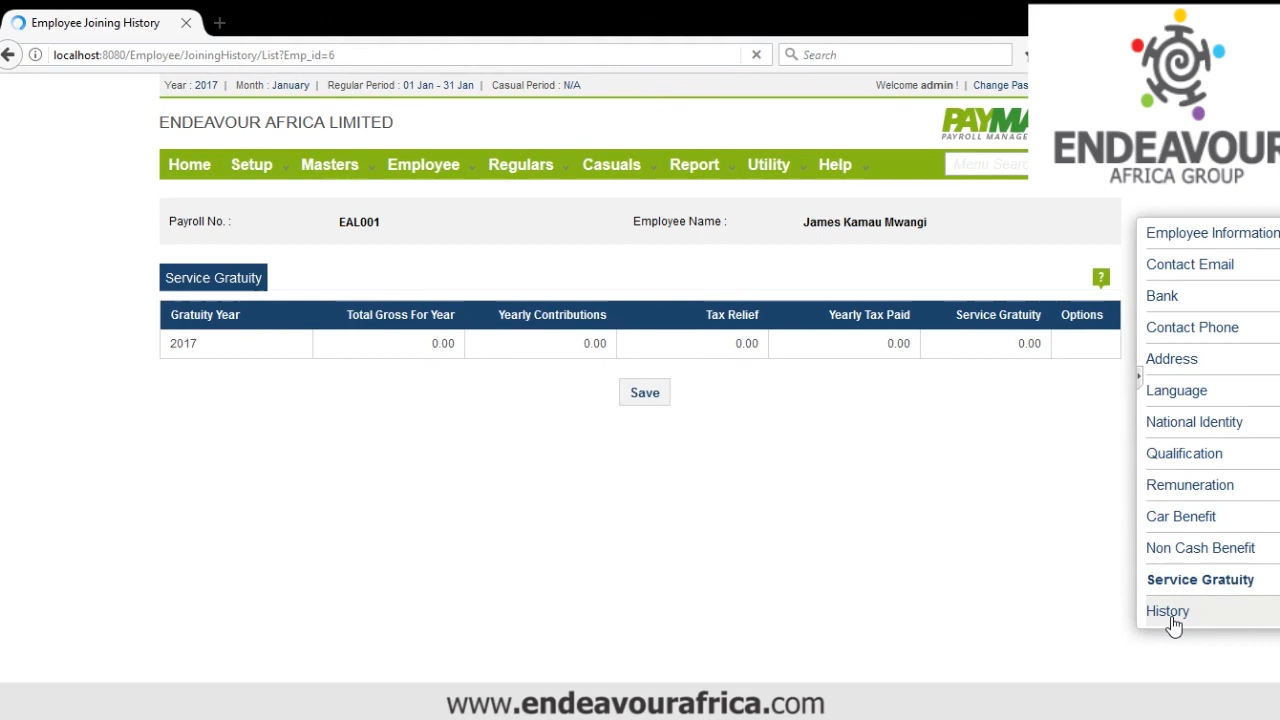 Employee Joining History
localhost:8080/Employee/JoiningHistory/List?Emp_id=6
Search
Year : 2017 | Month : January | Regular Period : 01 Jan - 31 Jan | Casual Period : N/A
Welcome admin ! | Change Pas
ENDEAVOUR AFRICA LIMITED
PAYMA
PAYROLL MANAGE
Home Setup Masters Employee Regulars Casuals Report Utility Help
Menu Searc
ENDEAVOUR
AFRICA GROUP
Payroll No. : EAL001 Employee Name : James Kamau Mwangi
Service Gratuity
?
Gratuity Year Total Gross For Year Yearly Contributions Tax Relief Yearly Tax Paid Service Gratuity Options
2017 0.00 0.00 0.00 0.00 0.00
Save
Employee Information
Contact Email
Bank
Contact Phone
Address
Language
National Identity
Qualification
Remuneration
Car Benefit
Non Cash Benefit
Service Gratuity
History
www.endeavourafrica.com